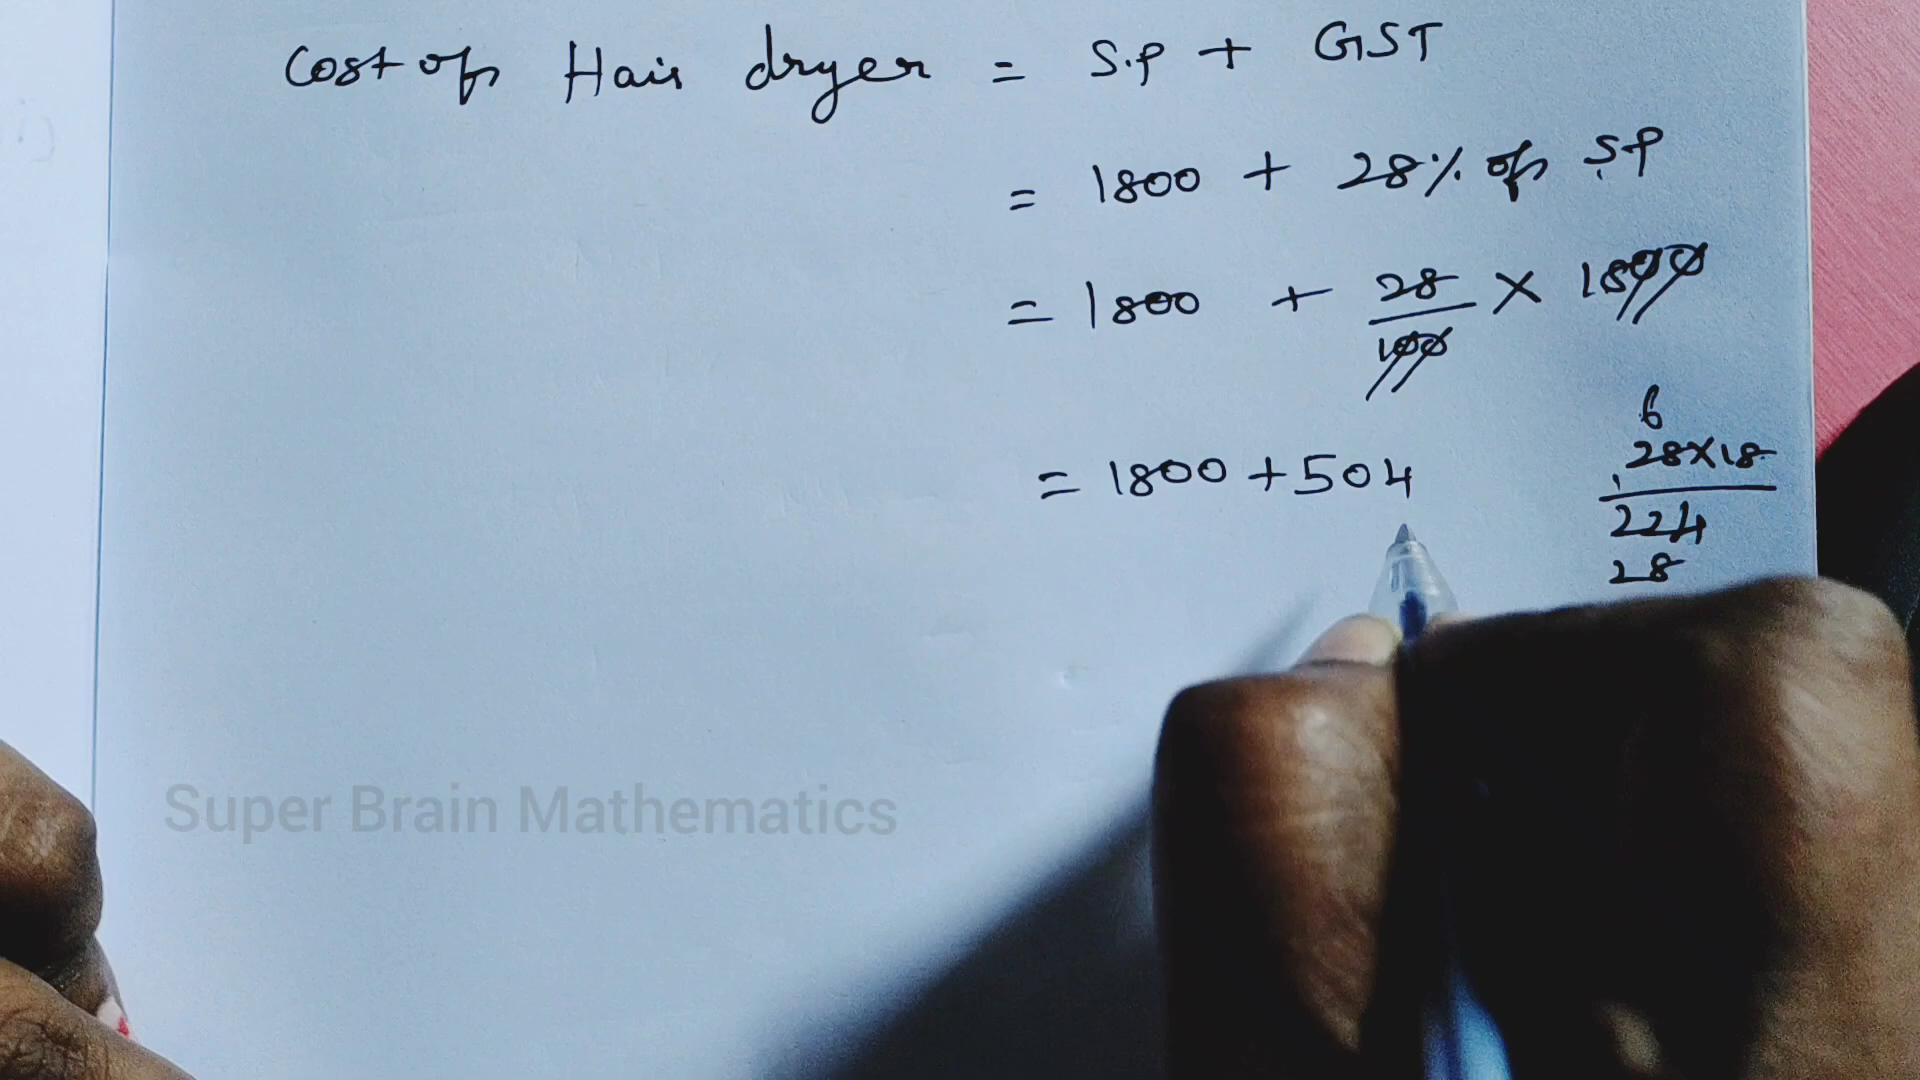 Cost of Hair dryer = S.P + GST
= 1800 + 28% of S.P
= 1800 + 28/100 × 1800
= 1800 + 504
6
28×18
224
28
Super Brain Mathematics